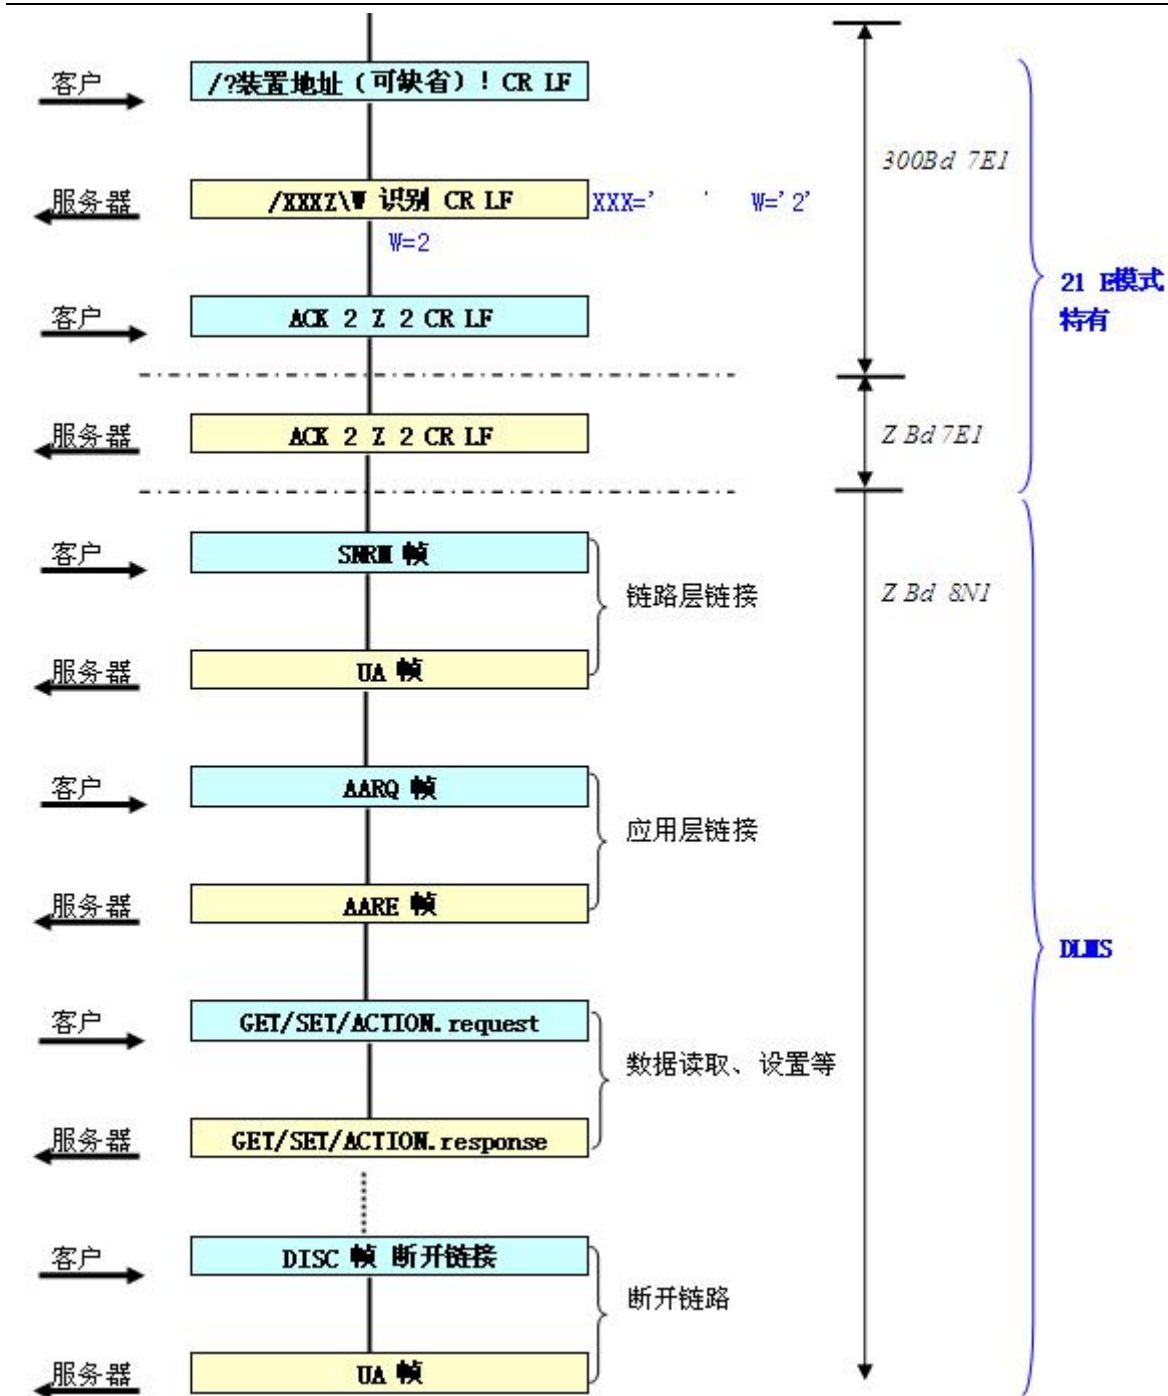 客户
/?装置地址（可缺省）！CR LF
300Bd 7E1
服务器
/XXXZ\W 识别 CR LF
XXX=' ' W='2'
W=2
21 E模式
特有
客户
ACK 2 Z 2 CR LF
服务器
ACK 2 Z 2 CR LF
Z Bd 7E1
客户
SNRM 帧
链路层链接
Z Bd 8N1
服务器
UA 帧
客户
AARQ 帧
应用层链接
服务器
AARE 帧
DLMS
客户
GET/SET/ACTION.request
数据读取、设置等
服务器
GET/SET/ACTION.response
客户
DISC 帧 断开链接
断开链路
服务器
UA 帧